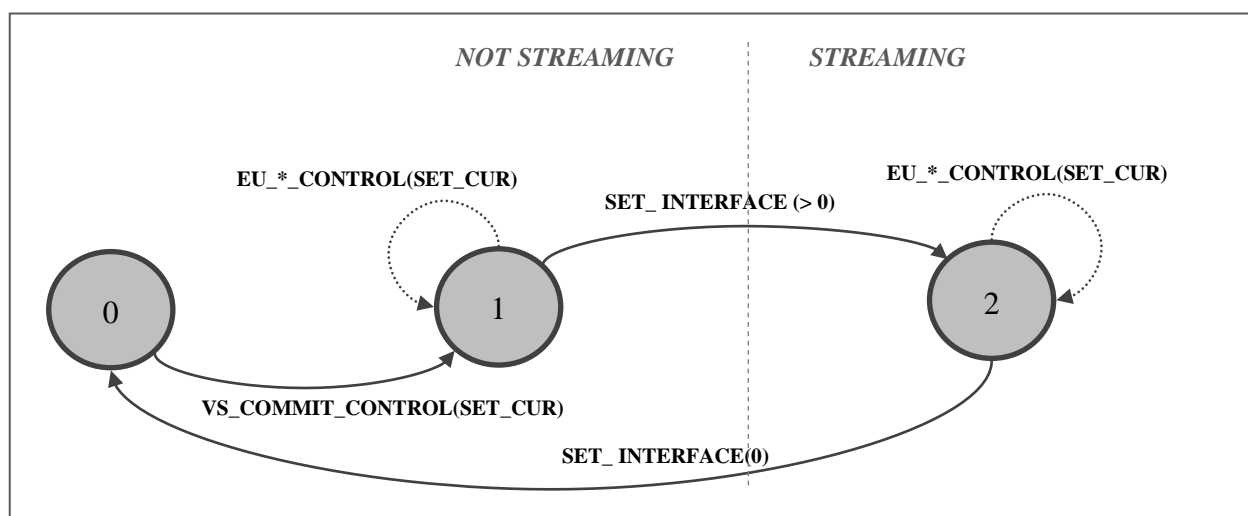 NOT STREAMING
STREAMING
EU_*_CONTROL(SET_CUR)
EU_*_CONTROL(SET_CUR)
SET_ INTERFACE (> 0)
0
1
2
VS_COMMIT_CONTROL(SET_CUR)
SET_ INTERFACE(0)